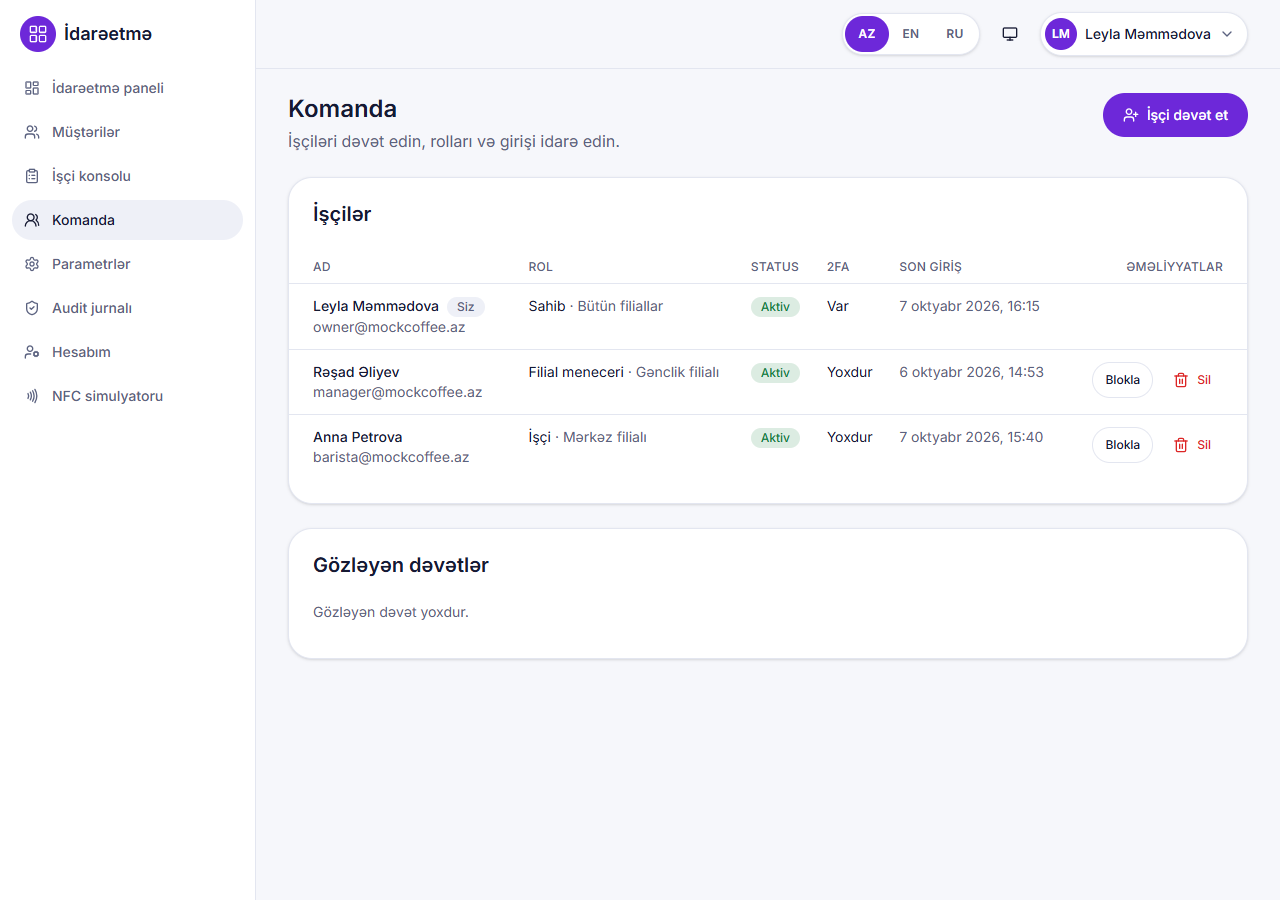 İdarəetmə
AZ EN RU
LM Leyla Məmmədova
İdarəetmə paneli
Müştərilər
İşçi konsolu
Komanda
Parametrlər
Audit jurnalı
Hesabım
NFC simulyatoru
Komanda
İşçiləri dəvət edin, rolları və girişi idarə edin.
İşçi dəvət et
İşçilər
AD ROL STATUS 2FA SON GİRİŞ ƏMƏLİYYATLAR
Leyla Məmmədova Siz Sahib · Bütün filiallar Aktiv Var 7 oktyabr 2026, 16:15
owner@mockcoffee.az
Rəşad Əliyev Filial meneceri · Gənclik filialı Aktiv Yoxdur 6 oktyabr 2026, 14:53 Blokla Sil
manager@mockcoffee.az
Anna Petrova İşçi · Mərkəz filialı Aktiv Yoxdur 7 oktyabr 2026, 15:40 Blokla Sil
barista@mockcoffee.az
Gözləyən dəvətlər
Gözləyən dəvət yoxdur.